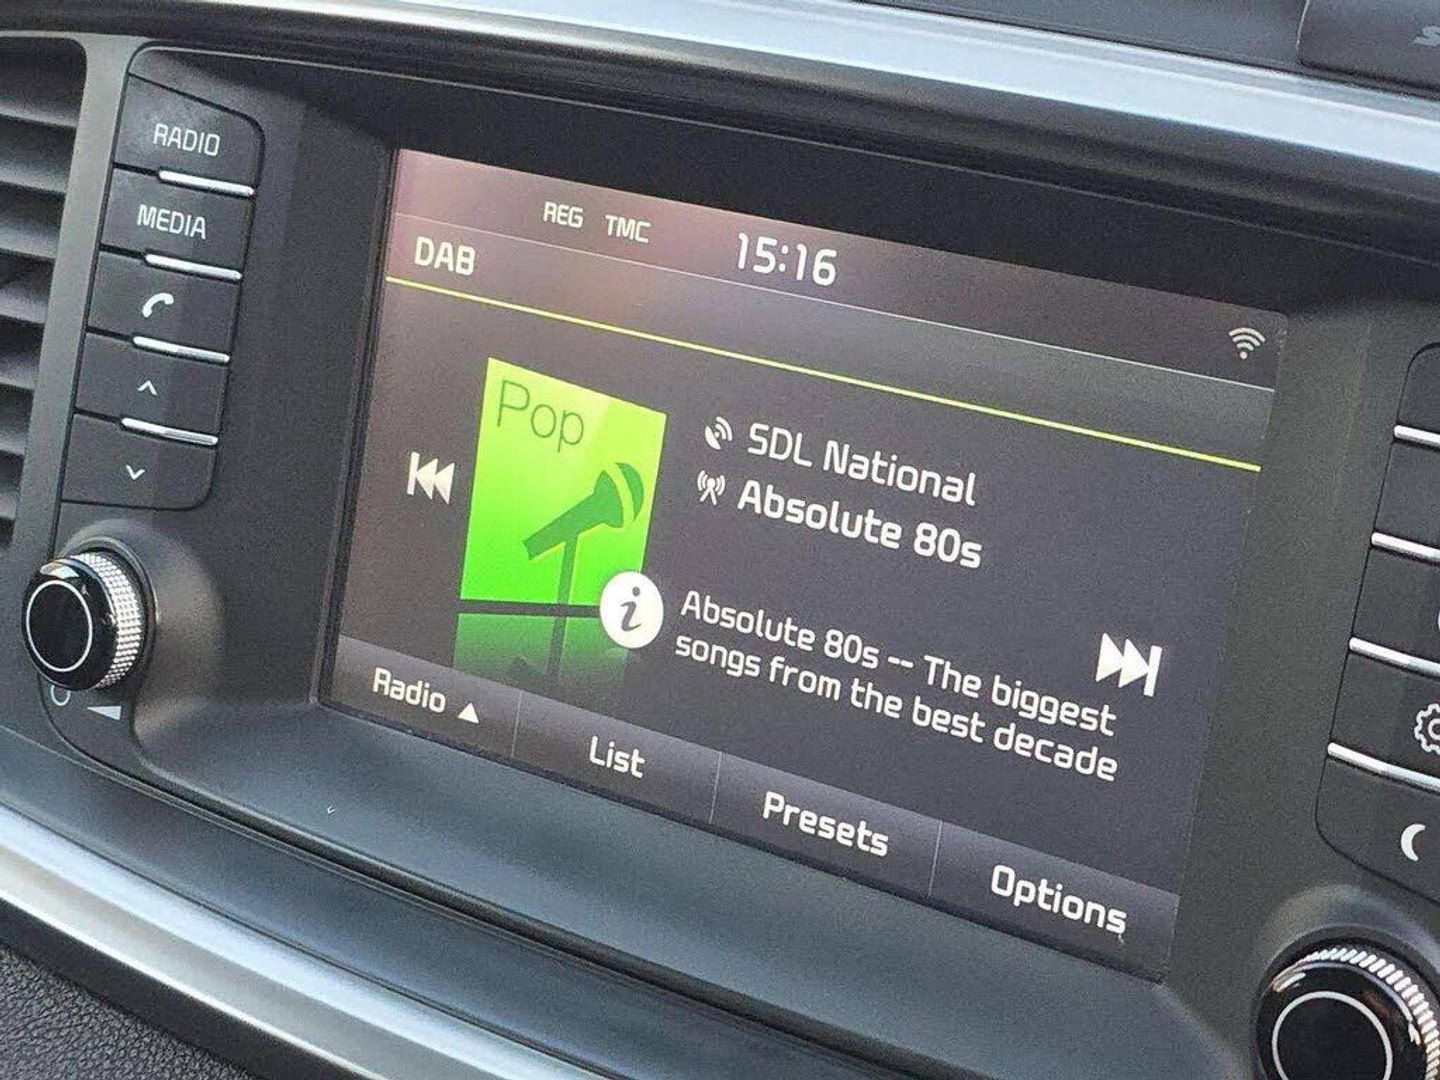 RADIO
MEDIA
REG TMC
15:16
DAB
Pop
SDL National
Absolute 80s
i
Absolute 80s -- The biggest
songs from the best decade
Radio ▲
List
Presets
Options